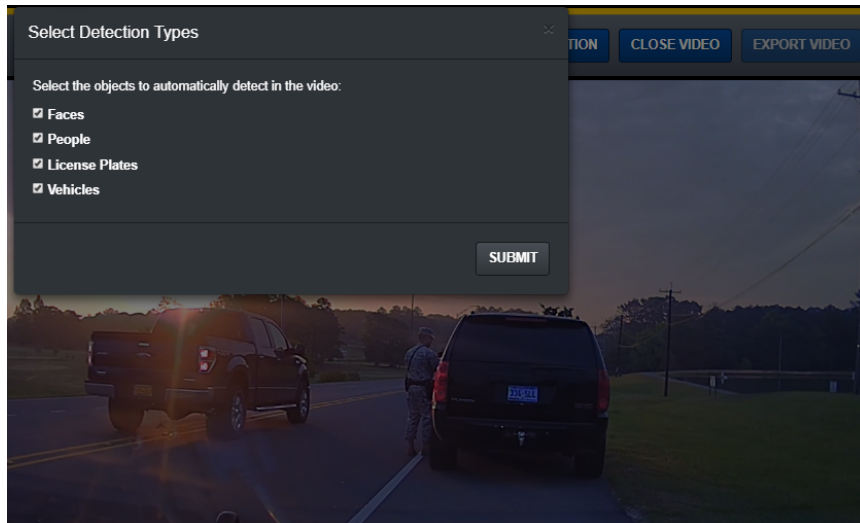 Select Detection Types
×
TION
CLOSE VIDEO
EXPORT VIDEO
Select the objects to automatically detect in the video:
Faces
People
License Plates
Vehicles
SUBMIT